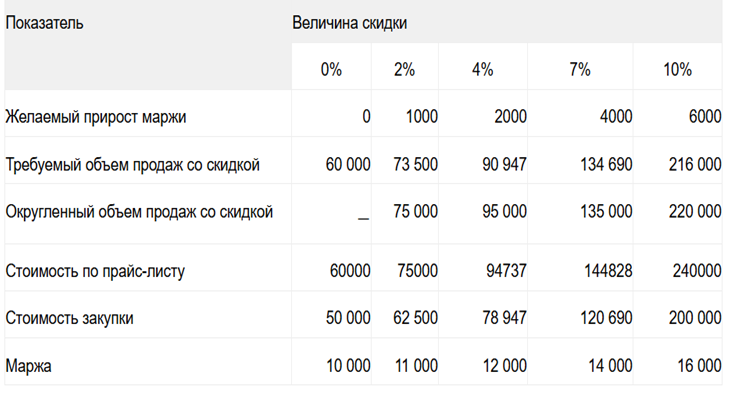 Показатель Величина скидки
0% 2% 4% 7% 10%
Желаемый прирост маржи 0 1000 2000 4000 6000
Требуемый объем продаж со скидкой 60 000 73 500 90 947 134 690 216 000
Округленный объем продаж со скидкой _ 75 000 95 000 135 000 220 000
Стоимость по прайс-листу 60000 75000 94737 144828 240000
Стоимость закупки 50 000 62 500 78 947 120 690 200 000
Маржа 10 000 11 000 12 000 14 000 16 000